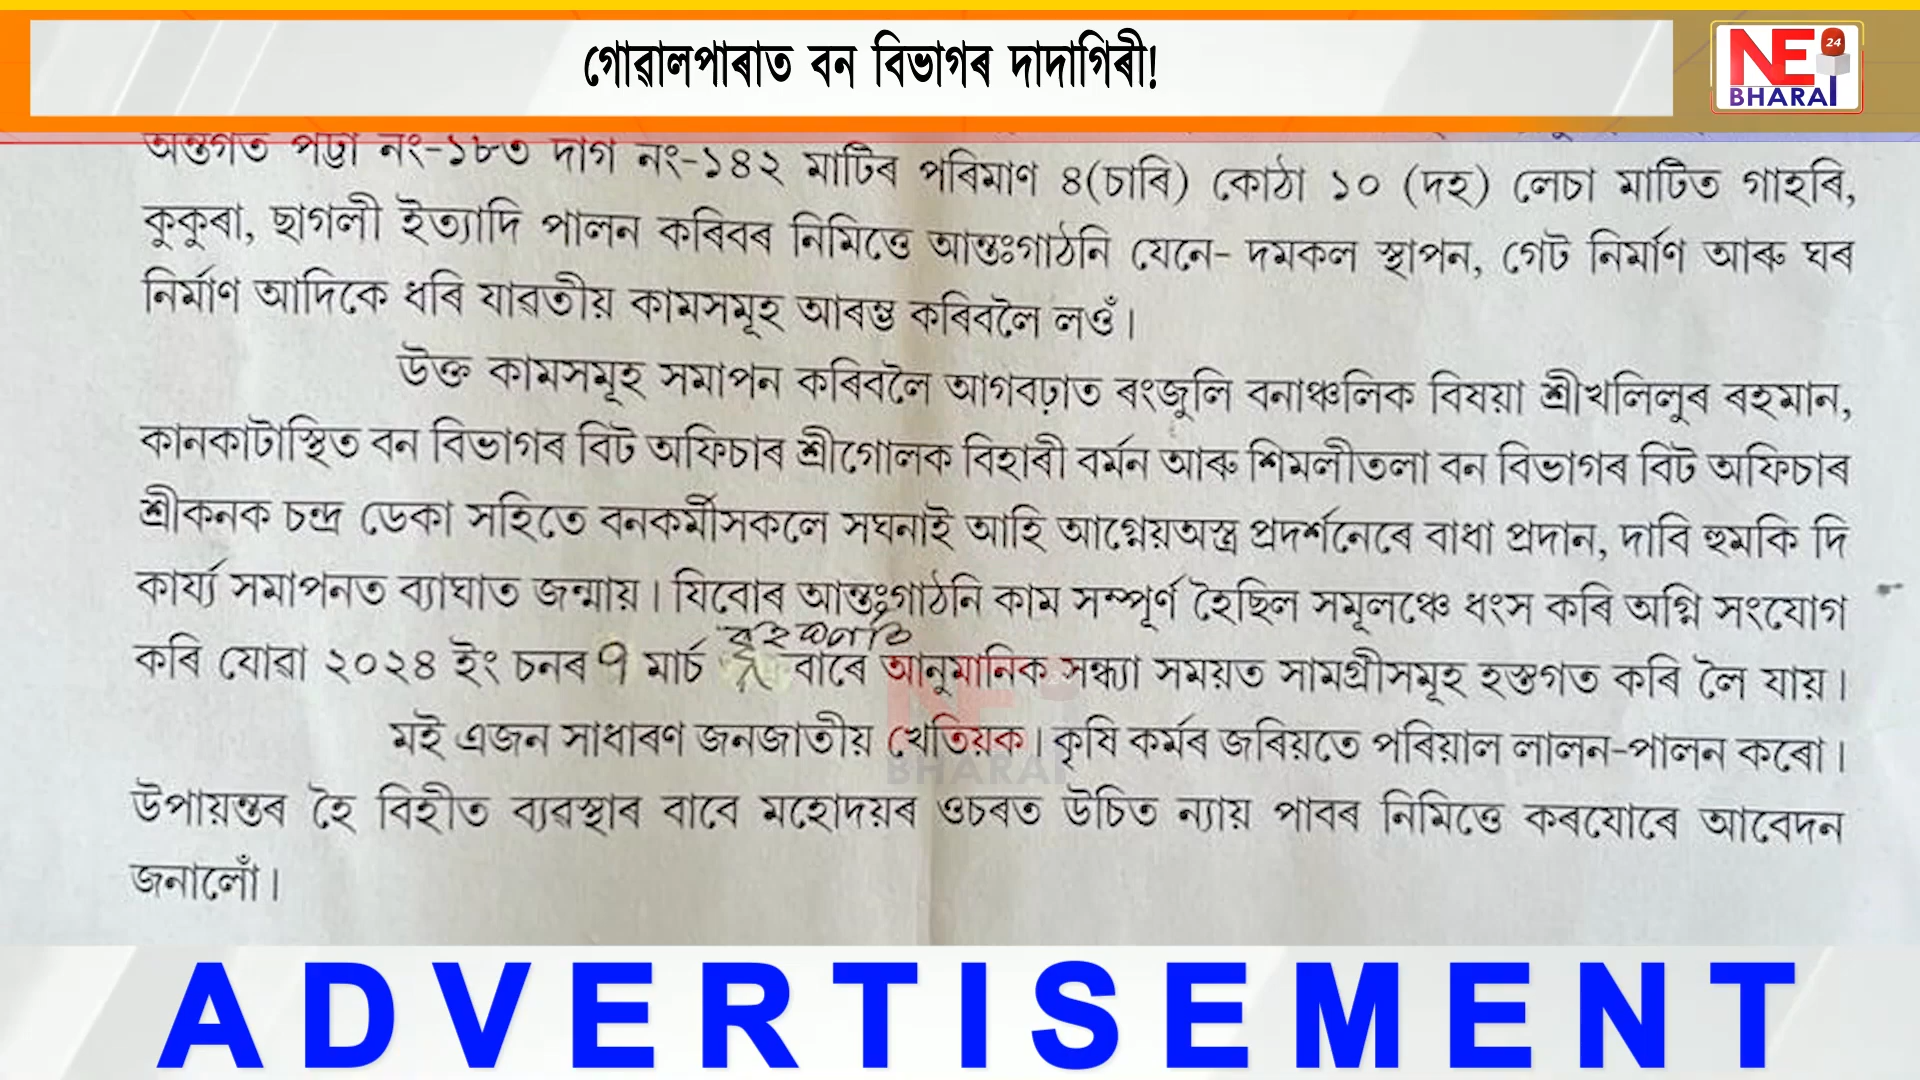 গোৱালপাৰাত বন বিভাগৰ দাদাগিৰী!
NE 24
BHARAT
অন্তৰ্গত পট্টা নং-১৮৩ দাগ নং-১৪২ মাটিৰ পৰিমাণ ৪(চাৰি) কোঠা ১০ (দহ) লেচা মাটিত গাহৰি,
কুকুৰা, ছাগলী ইত্যাদি পালন কৰিবৰ নিমিত্তে আন্তঃগাঠনি যেনে- দমকল স্থাপন, গেট নিৰ্মাণ আৰু ঘৰ
নিৰ্মাণ আদিকে ধৰি যাৱতীয় কামসমূহ আৰম্ভ কৰিবলৈ লওঁ।
উক্ত কামসমূহ সমাপন কৰিবলৈ আগবঢ়াত ৰংজুলি বনাঞ্চলিক বিষয়া শ্ৰীখলিলুৰ ৰহমান,
কানকাটাস্থিত বন বিভাগৰ বিট অফিচাৰ শ্ৰীগোলক বিহাৰী বৰ্মন আৰু শিমলীতলা বন বিভাগৰ বিট অফিচাৰ
শ্ৰীকনক চন্দ্ৰ ডেকা সহিতে বনকৰ্মীসকলে সঘনাই আহি আগ্নেয়অস্ত্ৰ প্ৰদৰ্শনেৰে বাধা প্ৰদান, দাবি হুমকি দি
কাৰ্য্য সমাপনত ব্যাঘাত জন্মায়। যিবোৰ আন্তঃগাঠনি কাম সম্পূৰ্ণ হৈছিল সমূলঞ্চে ধংস কৰি অগ্নি সংযোগ
কৰি যোৱা ২০২৪ ইং চনৰ ৭ মাৰ্চ বৃহস্পতি বাৰে আনুমানিক সন্ধ্যা সময়ত সামগ্ৰীসমূহ হস্তগত কৰি লৈ যায়।
মই এজন সাধাৰণ জনজাতীয় খেতিয়ক। কৃষি কৰ্মৰ জৰিয়তে পৰিয়াল লালন-পালন কৰো।
উপায়ন্তৰ হৈ বিহীত ব্যৱস্থাৰ বাবে মহোদয়ৰ ওচৰত উচিত ন্যায় পাবৰ নিমিত্তে কৰযোৰে আবেদন
জনালোঁ।
ADVERTISEMENT